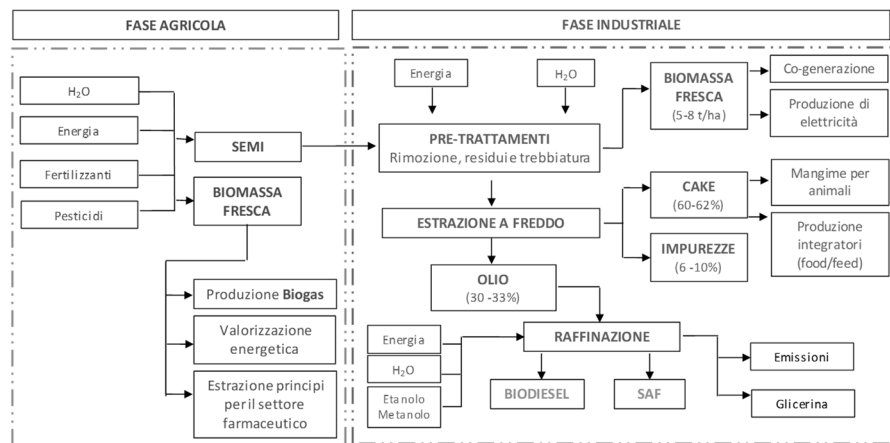 FASE AGRICOLA
H₂O
Energia
Fertilizzanti
Pesticidi
SEMI
BIOMASSA
FRESCA
Produzione Biogas
Valorizzazione
energetica
Estrazione principi
per il settore
farmaceutico
FASE INDUSTRIALE
Energia
H₂O
PRE-TRATTAMENTI
Rimozione, residui e trebbiatura
BIOMASSA
FRESCA
(5-8 t/ha)
Co-generazione
Produzione di
elettricità
ESTRAZIONE A FREDDO
CAKE
(60-62%)
IMPUREZZE
(6 -10%)
Mangime per
animali
Produzione
integratori
(food/feed)
OLIO
(30 -33%)
Energia
H₂O
Etanolo
Metanolo
RAFFINAZIONE
BIODIESEL
SAF
Emissioni
Glicerina